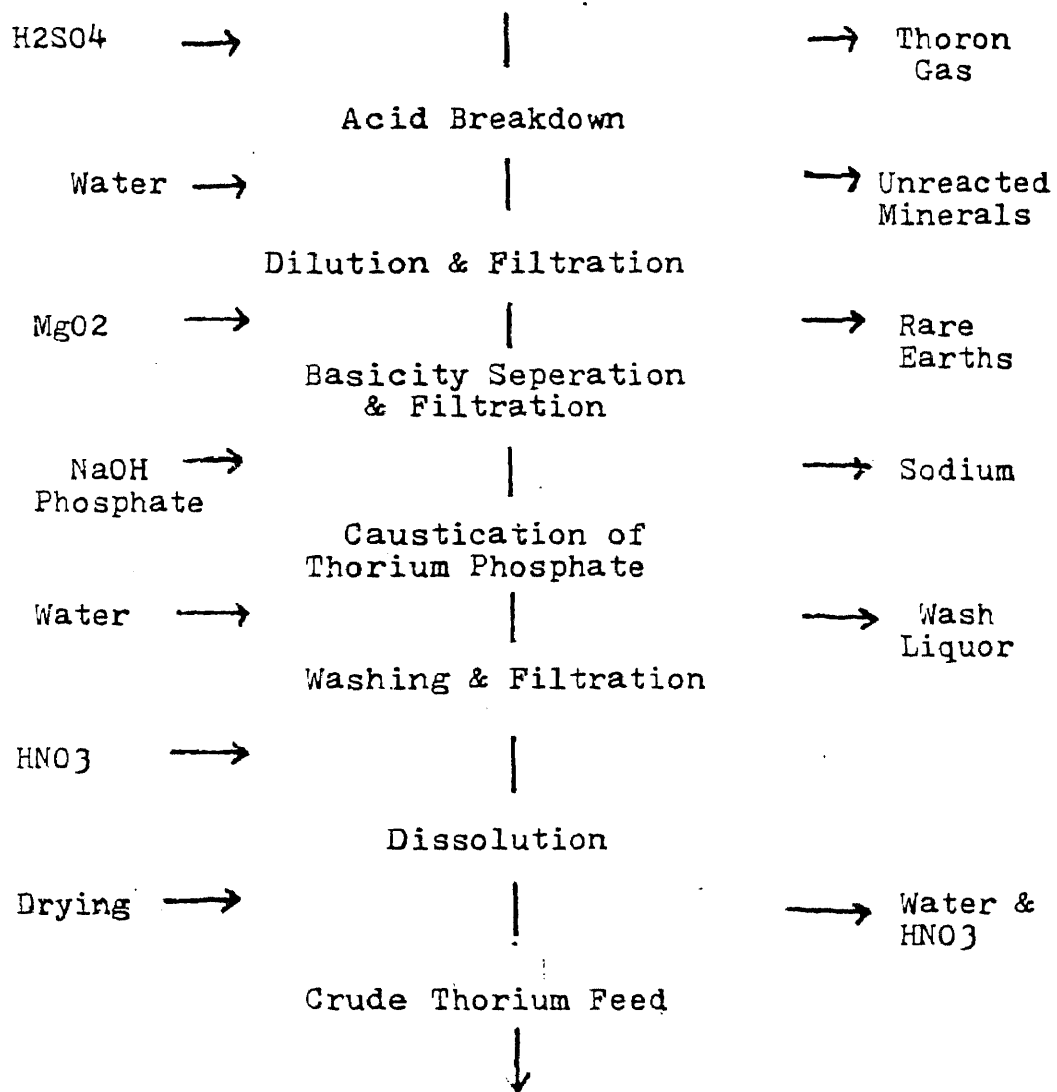 H2SO4
Thoron
Gas
Acid Breakdown
Water
Unreacted
Minerals
Dilution & Filtration
MgO2
Rare
Earths
Basicity Seperation
& Filtration
NaOH
Phosphate
Sodium
Caustication of
Thorium Phosphate
Water
Wash
Liquor
Washing & Filtration
HNO3
Dissolution
Drying
Water &
HNO3
Crude Thorium Feed